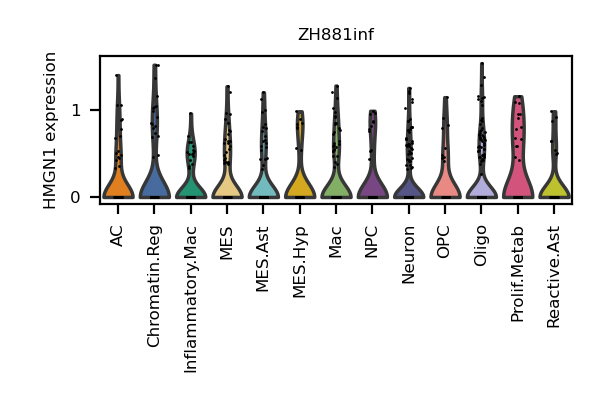 ZH881inf
HMGN1 expression
1
0
AC
Chromatin.Reg
Inflammatory.Mac
MES
MES.Ast
MES.Hyp
Mac
NPC
Neuron
OPC
Oligo
Prolif.Metab
Reactive.Ast